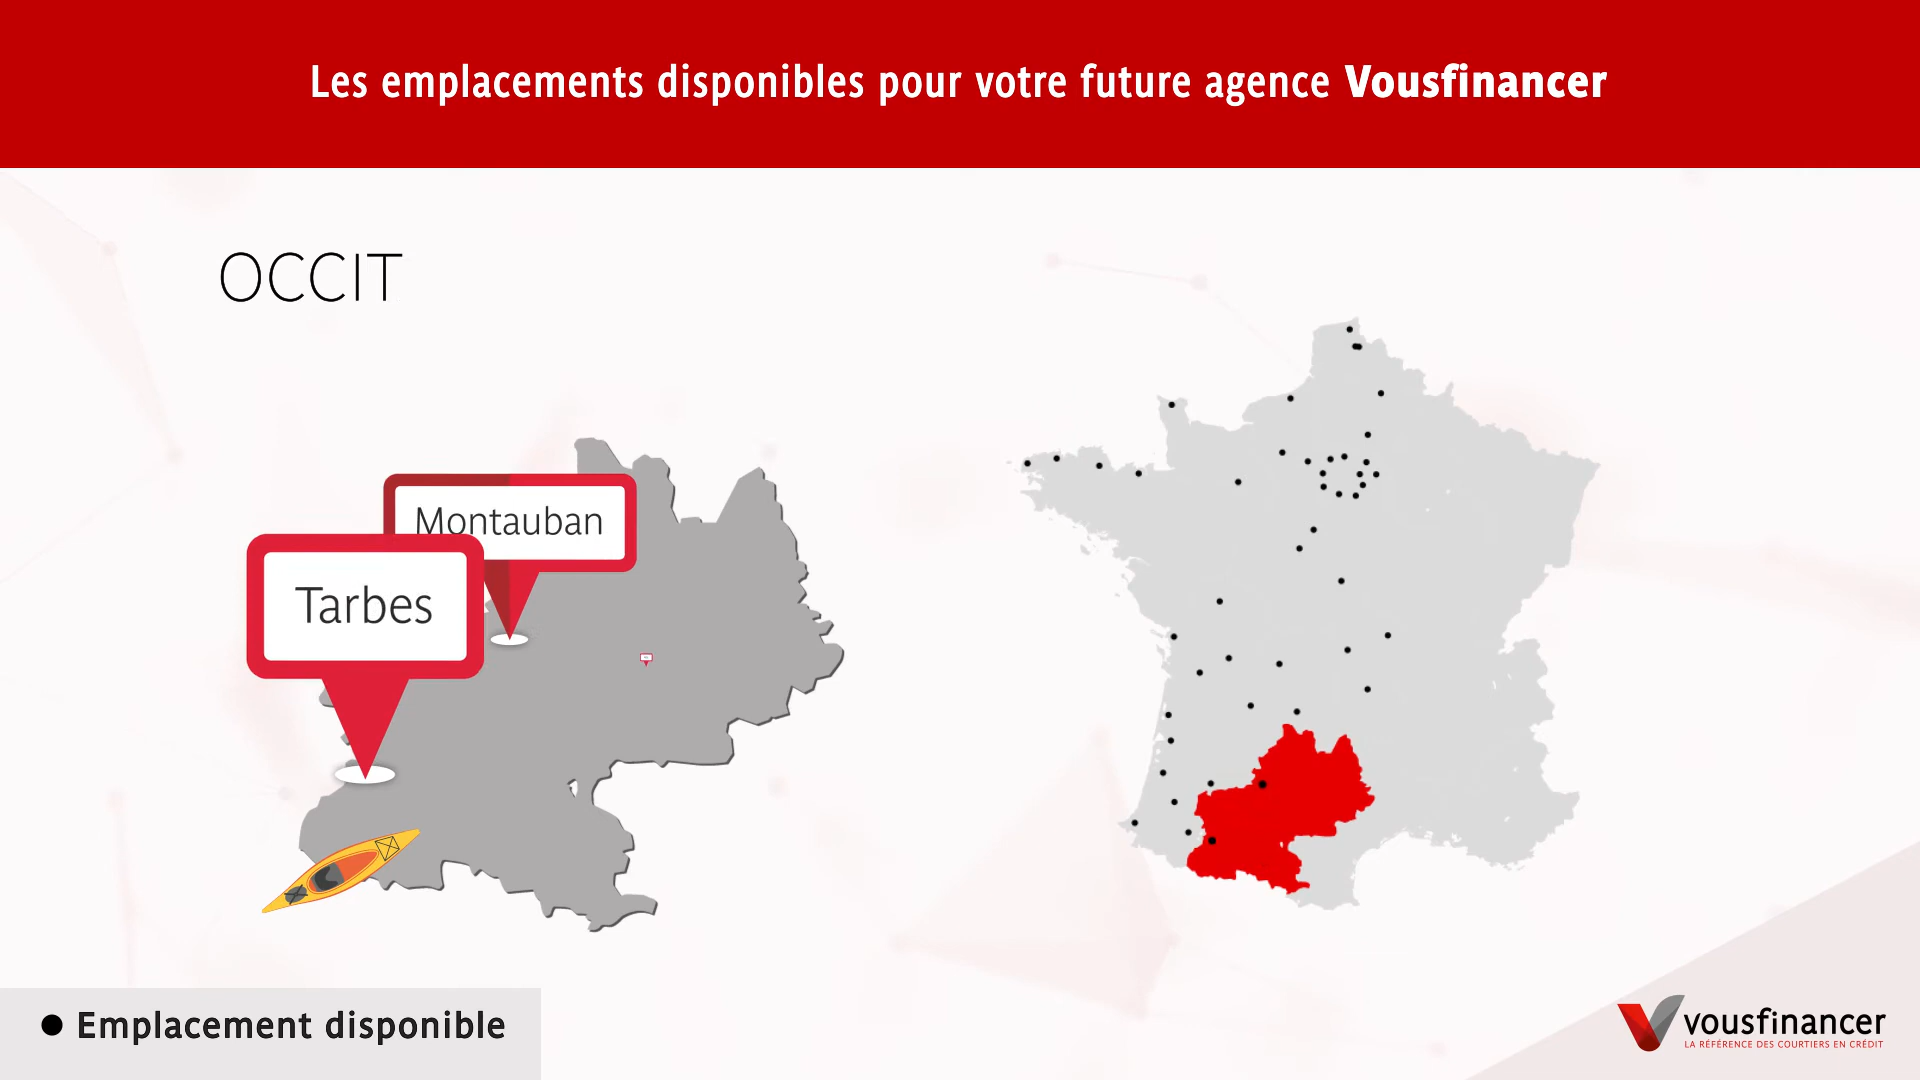 Les emplacements disponibles pour votre future agence Vousfinancer
OCCIT
Montauban
Tarbes
Emplacement disponible
vousfinancer
LA RÉFÉRENCE DES COURTIERS EN CRÉDIT